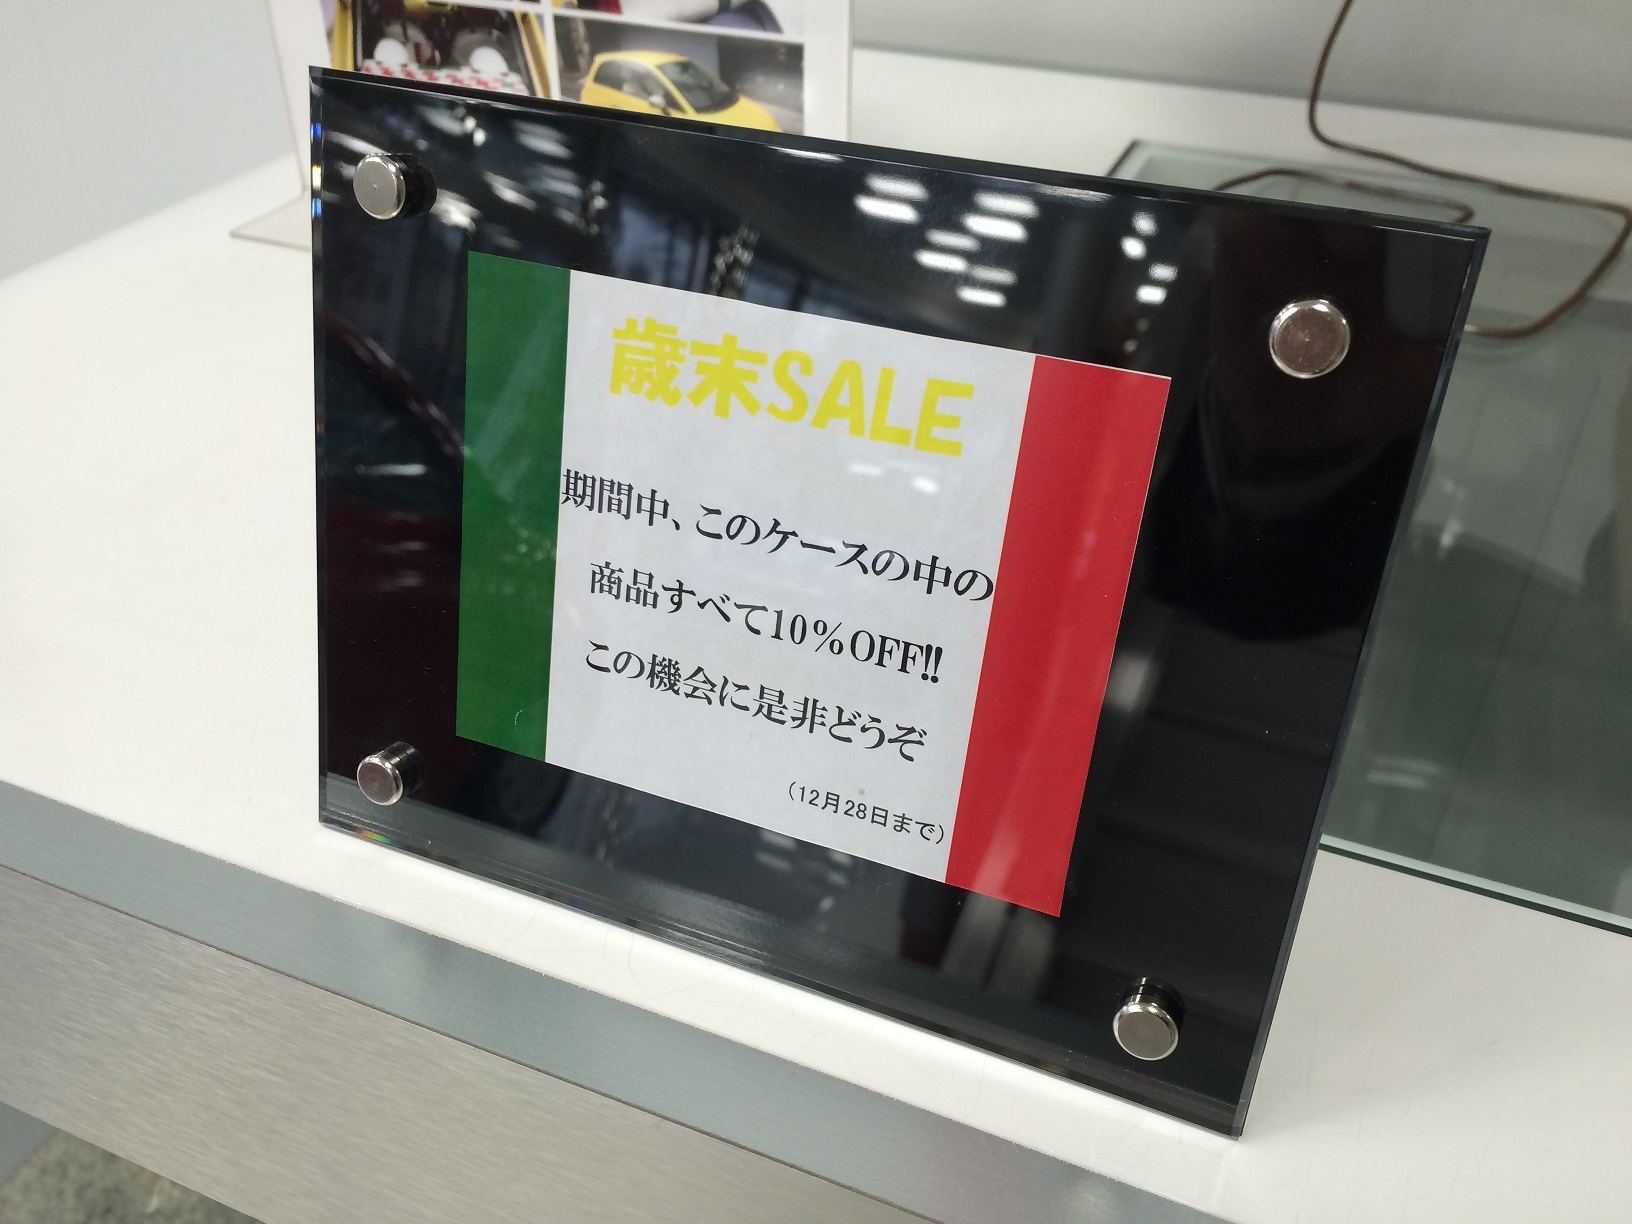 歳末SALE
期間中、このケースの中の
商品すべて10%OFF!!
この機会に是非どうぞ
(12月28日まで)